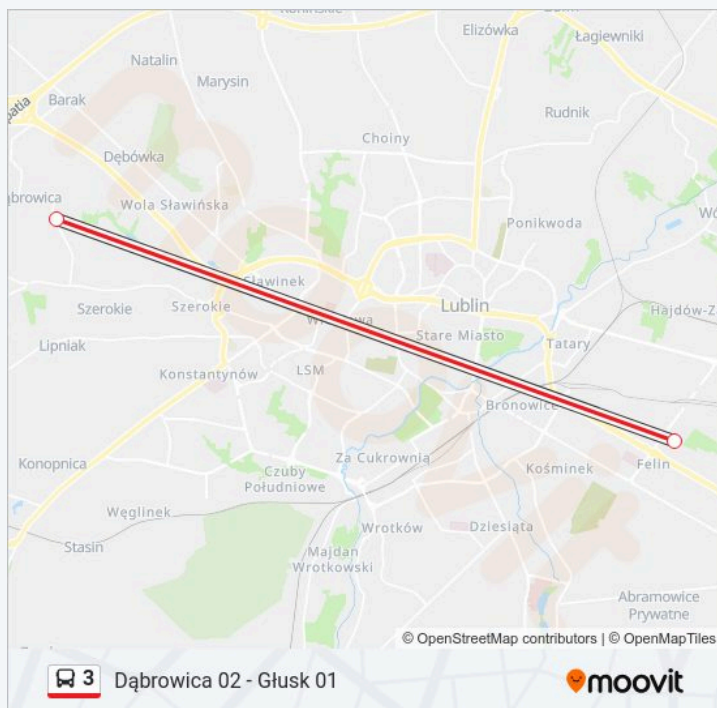 Elizówka
Łagiewniki
Natalin
Marysin
Barak
Rudnik
Choiny
Dębówka
Wola Sławińska
Ponikwoda
Sławinek
Szerokie
Szerokie
Lublin
Hajdów-Z
Lipniak
Stare Miasto
Tatary
Konstantynów
LSM
Bronowice
Za Cukrownią
Felin
Konopnica
Czuby
Południowe
Kośminek
Węglinek
Wrotków
Dziesiąta
Stasin
Majdan
Wrotkowski
Abramowice
Prywatne
© OpenStreetMap contributors | © OpenMapTiles
3 Dąbrowica 02 - Głusk 01
moovit